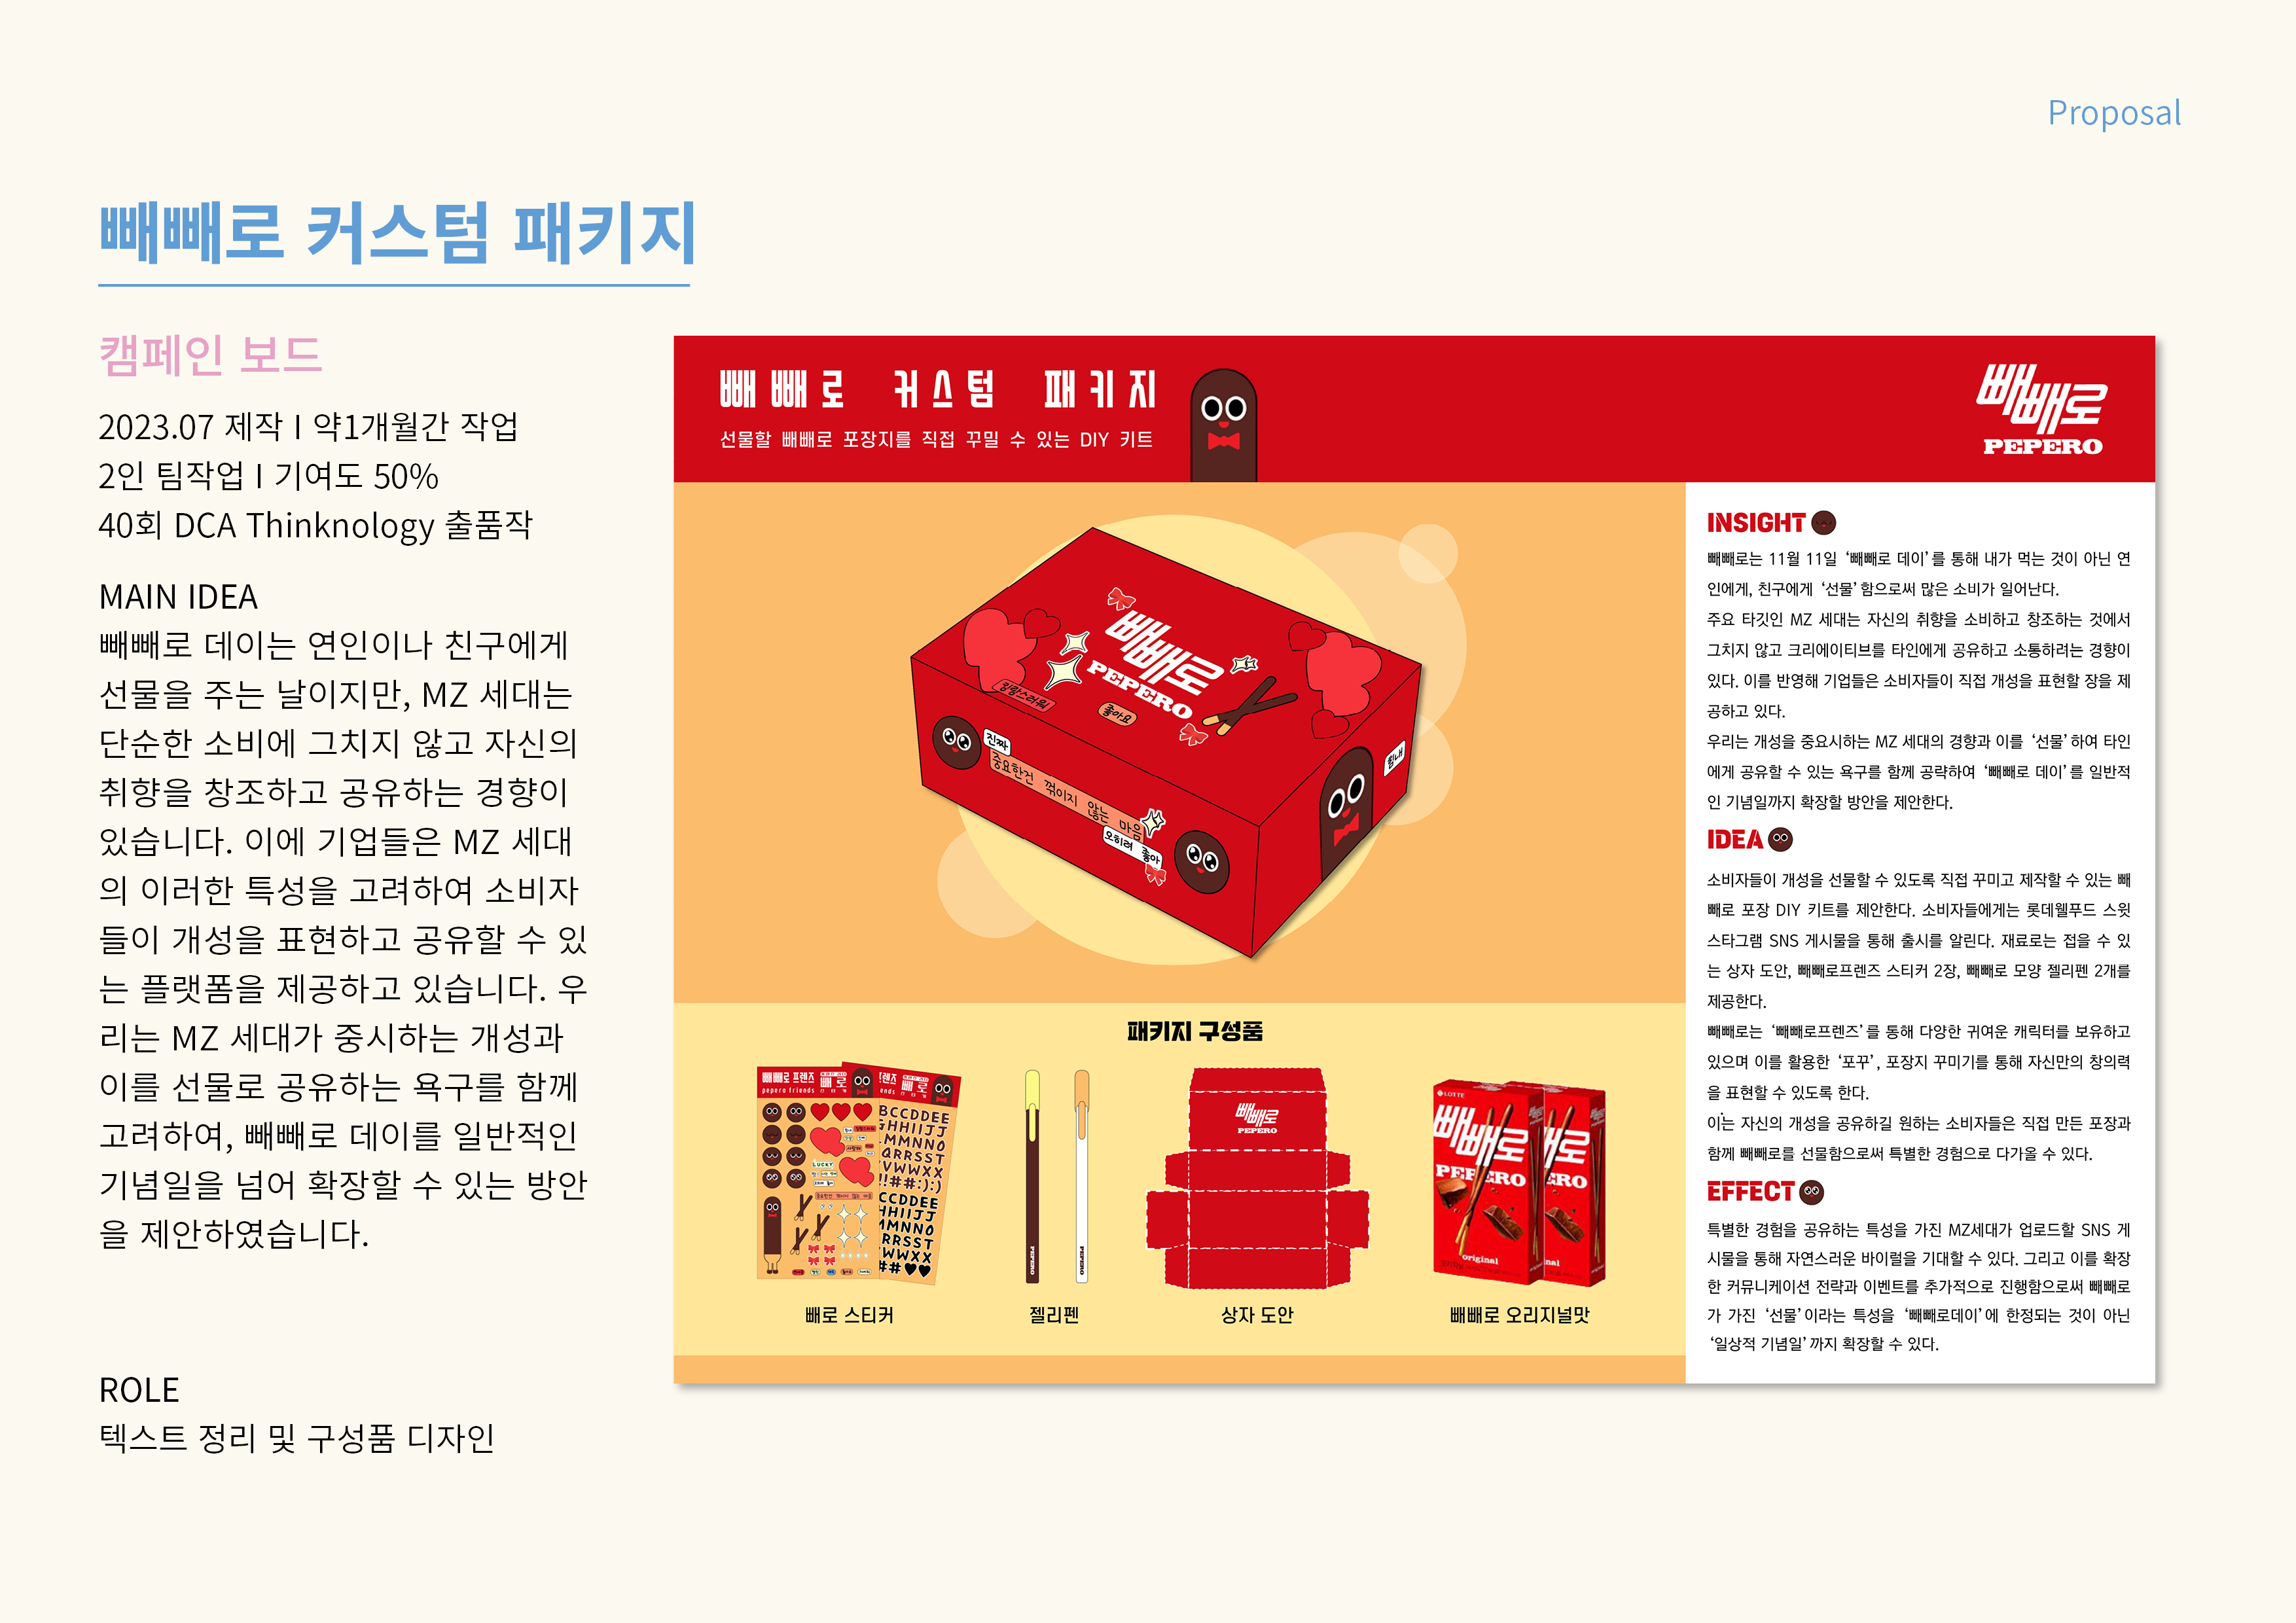 Proposal
빼빼로 커스텀 패키지
캠페인 보드
2023.07 제작 I 약1개월간 작업
2인 팀작업 I 기여도 50%
40회 DCA Thinknology 출품작
MAIN IDEA
빼빼로 데이는 연인이나 친구에게
선물을 주는 날이지만, MZ 세대는
단순한 소비에 그치지 않고 자신의
취향을 창조하고 공유하는 경향이
있습니다. 이에 기업들은 MZ 세대
의 이러한 특성을 고려하여 소비자
들이 개성을 표현하고 공유할 수 있
는 플랫폼을 제공하고 있습니다. 우
리는 MZ 세대가 중시하는 개성과
이를 선물로 공유하는 욕구를 함께
고려하여, 빼빼로 데이를 일반적인
기념일을 넘어 확장할 수 있는 방안
을 제안하였습니다.
ROLE
텍스트 정리 및 구성품 디자인
빼빼로 커스텀 패키지
선물할 빼빼로 포장지를 직접 꾸밀 수 있는 DIY 키트
빼빼로
PEPERO
빼빼로
PEPERO
좋아요
진짜
중요한건 꺾이지 않는 마음
오히려 좋아
힘내
패키지 구성품
빼빼로 프렌즈
pepero friends
LUCKY
BCCDDEE
GHHIIJJ
LMMNNO
QRRSST
VWWXX
!!##:):)
CCDDEE
HHIIJJ
MMNNO
RRSST
WWXX
##
PEPERO
PEPERO
빼빼로
PEPERO
LOTTE
빼빼로
PEPERO
original
빼로 스티커
젤리펜
상자 도안
빼빼로 오리지널맛
INSIGHT
빼빼로는 11월 11일 ‘빼빼로 데이’를 통해 내가 먹는 것이 아닌 연
인에게, 친구에게 ‘선물’함으로써 많은 소비가 일어난다.
주요 타깃인 MZ 세대는 자신의 취향을 소비하고 창조하는 것에서
그치지 않고 크리에이티브를 타인에게 공유하고 소통하려는 경향이
있다. 이를 반영해 기업들은 소비자들이 직접 개성을 표현할 장을 제
공하고 있다.
우리는 개성을 중요시하는 MZ 세대의 경향과 이를 ‘선물’하여 타인
에게 공유할 수 있는 욕구를 함께 공략하여 ‘빼빼로 데이’를 일반적
인 기념일까지 확장할 방안을 제안한다.
IDEA
소비자들이 개성을 선물할 수 있도록 직접 꾸미고 제작할 수 있는 빼
빼로 포장 DIY 키트를 제안한다. 소비자들에게는 롯데웰푸드 스윗
스타그램 SNS 게시물을 통해 출시를 알린다. 재료로는 접을 수 있
는 상자 도안, 빼빼로프렌즈 스티커 2장, 빼빼로 모양 젤리펜 2개를
제공한다.
빼빼로는 ‘빼빼로프렌즈’를 통해 다양한 귀여운 캐릭터를 보유하고
있으며 이를 활용한 ‘포꾸’, 포장지 꾸미기를 통해 자신만의 창의력
을 표현할 수 있도록 한다.
이는 자신의 개성을 공유하길 원하는 소비자들은 직접 만든 포장과
함께 빼빼로를 선물함으로써 특별한 경험으로 다가올 수 있다.
EFFECT
특별한 경험을 공유하는 특성을 가진 MZ세대가 업로드할 SNS 게
시물을 통해 자연스러운 바이럴을 기대할 수 있다. 그리고 이를 확장
한 커뮤니케이션 전략과 이벤트를 추가적으로 진행함으로써 빼빼로
가 가진 ‘선물’이라는 특성을 ‘빼빼로데이’에 한정되는 것이 아닌
‘일상적 기념일’까지 확장할 수 있다.